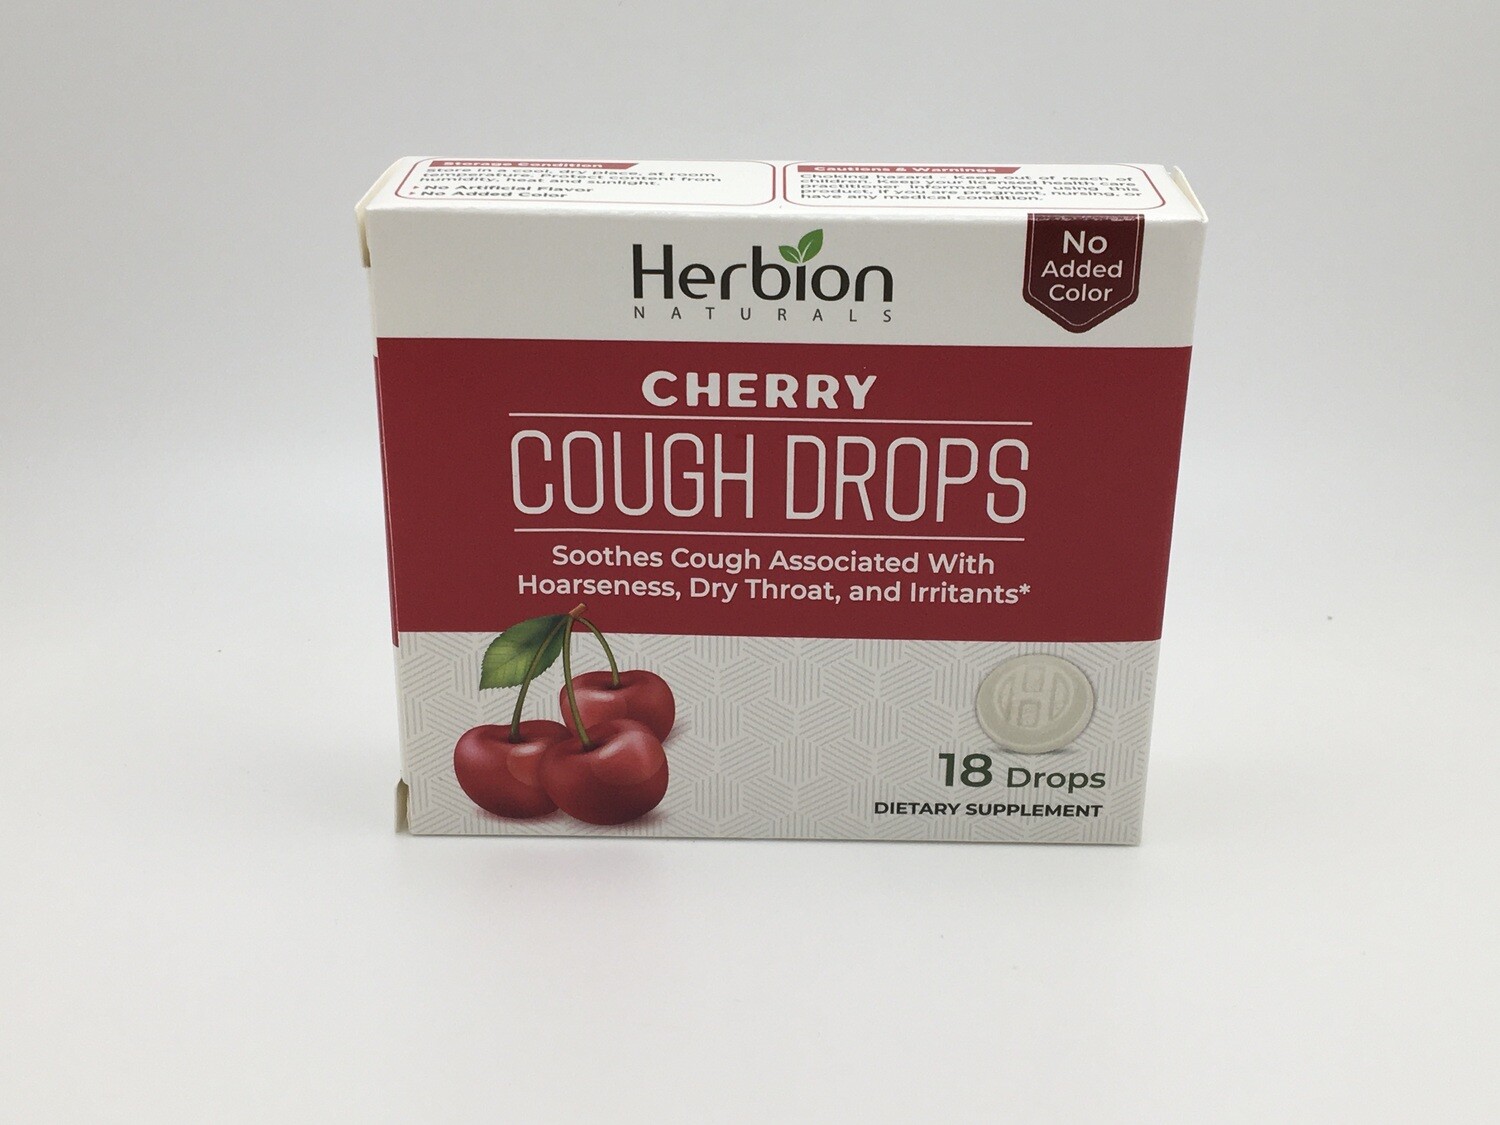 Storage Condition
Store in a cool, dry place, at room
temperature. Protect content from
humidity, heat and sunlight.
No Artificial Flavor
No Added Color
Cautions & Warnings
Choking hazard - Keep out of reach of
children. Keep your licensed health care
practitioner informed when using this
product, if you are pregnant, nursing, or
have any medical condition.
Herbion
NATURALS
No
Added
Color
CHERRY
COUGH DROPS
Soothes Cough Associated With
Hoarseness, Dry Throat, and Irritants*
H
18 Drops
DIETARY SUPPLEMENT